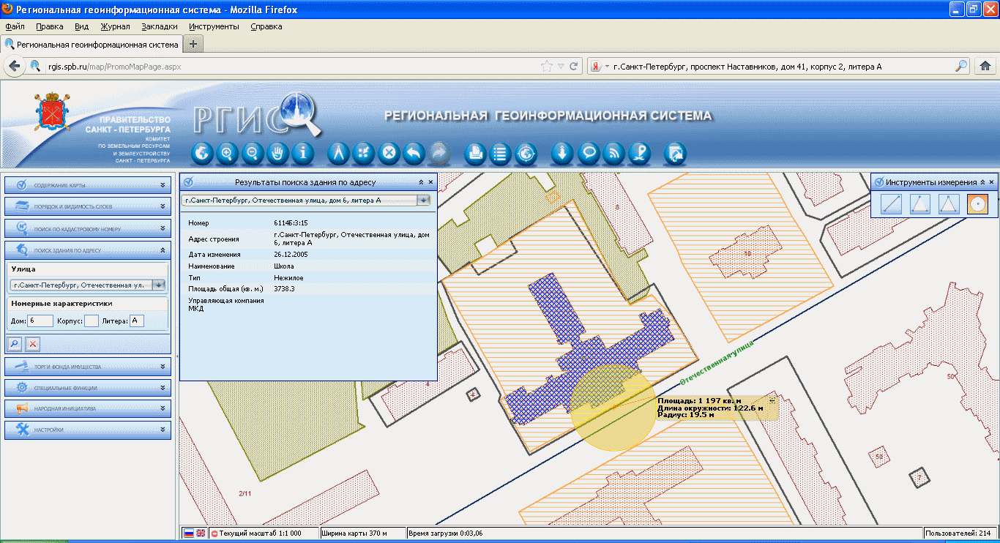 Региональная геоинформационная система - Mozilla Firefox
Файл Правка Вид Журнал Закладки Инструменты Справка
Региональная геоинформационная система
rgis.spb.ru/map/PromoMapPage.aspx
г.Санкт-Петербург, проспект Наставников, дом 41, корпус 2, литера А
ПРАВИТЕЛЬСТВО
САНКТ - ПЕТЕРБУРГА
КОМИТЕТ
ПО ЗЕМЕЛЬНЫМ РЕСУРСАМ
И ЗЕМЛЕУСТРОЙСТВУ
САНКТ - ПЕТЕРБУРГА
РГИС
РЕГИОНАЛЬНАЯ ГЕОИНФОРМАЦИОННАЯ СИСТЕМА
СОДЕРЖАНИЕ КАРТЫ
ПОРЯДОК И ВИДИМОСТЬ СЛОЕВ
ПОИСК ПО КАДАСТРОВОМУ НОМЕРУ
ПОИСК ЗДАНИЯ ПО АДРЕСУ
Улица
г.Санкт-Петербург, Отечественная ул.
Номерные характеристики
Дом: 6 Корпус: Литера: А
ТОРГИ ФОНДА ИМУЩЕСТВА
СПЕЦИАЛЬНЫЕ ФУНКЦИИ
НАРОДНАЯ ИНИЦИАТИВА
НАСТРОЙКИ
Результаты поиска здания по адресу
г.Санкт-Петербург, Отечественная улица, дом 6, литера А
Номер 6114Б:3:15
Адрес строения г.Санкт-Петербург, Отечественная улица, дом
6, литера А
Дата изменения 26.12.2005
Наименование Школа
Тип Нежилое
Площадь общая (кв. м.) 3738.3
Управляющая компания
МКД
Инструменты измерения
8
10
Отечественная улица
4
50
Площадь: 1 197 кв. м
Длина окружности: 122.6 м
Радиус: 19.5 м
50
?
2/11
Текущий масштаб 1:1 000
Ширина карты 370 м
Время загрузки 0:03,06
Пользователей: 214